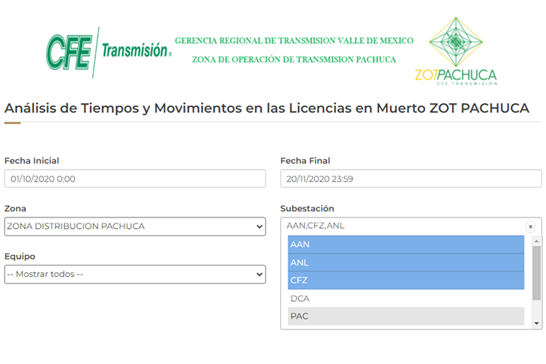 CFE Transmisión®
GERENCIA REGIONAL DE TRANSMISION VALLE DE MEXICO
ZONA DE OPERACIÓN DE TRANSMISION PACHUCA
ZOTPACHUCA
CFE TRANSMISIÓN
Análisis de Tiempos y Movimientos en las Licencias en Muerto ZOT PACHUCA
Fecha Inicial
Fecha Final
01/10/2020 0:00
20/11/2020 23:59
Zona
Subestación
ZONA DISTRIBUCION PACHUCA
AAN,CFZ,ANL
×
AAN
Equipo
ANL
-- Mostrar todos --
CFZ
DCA
PAC